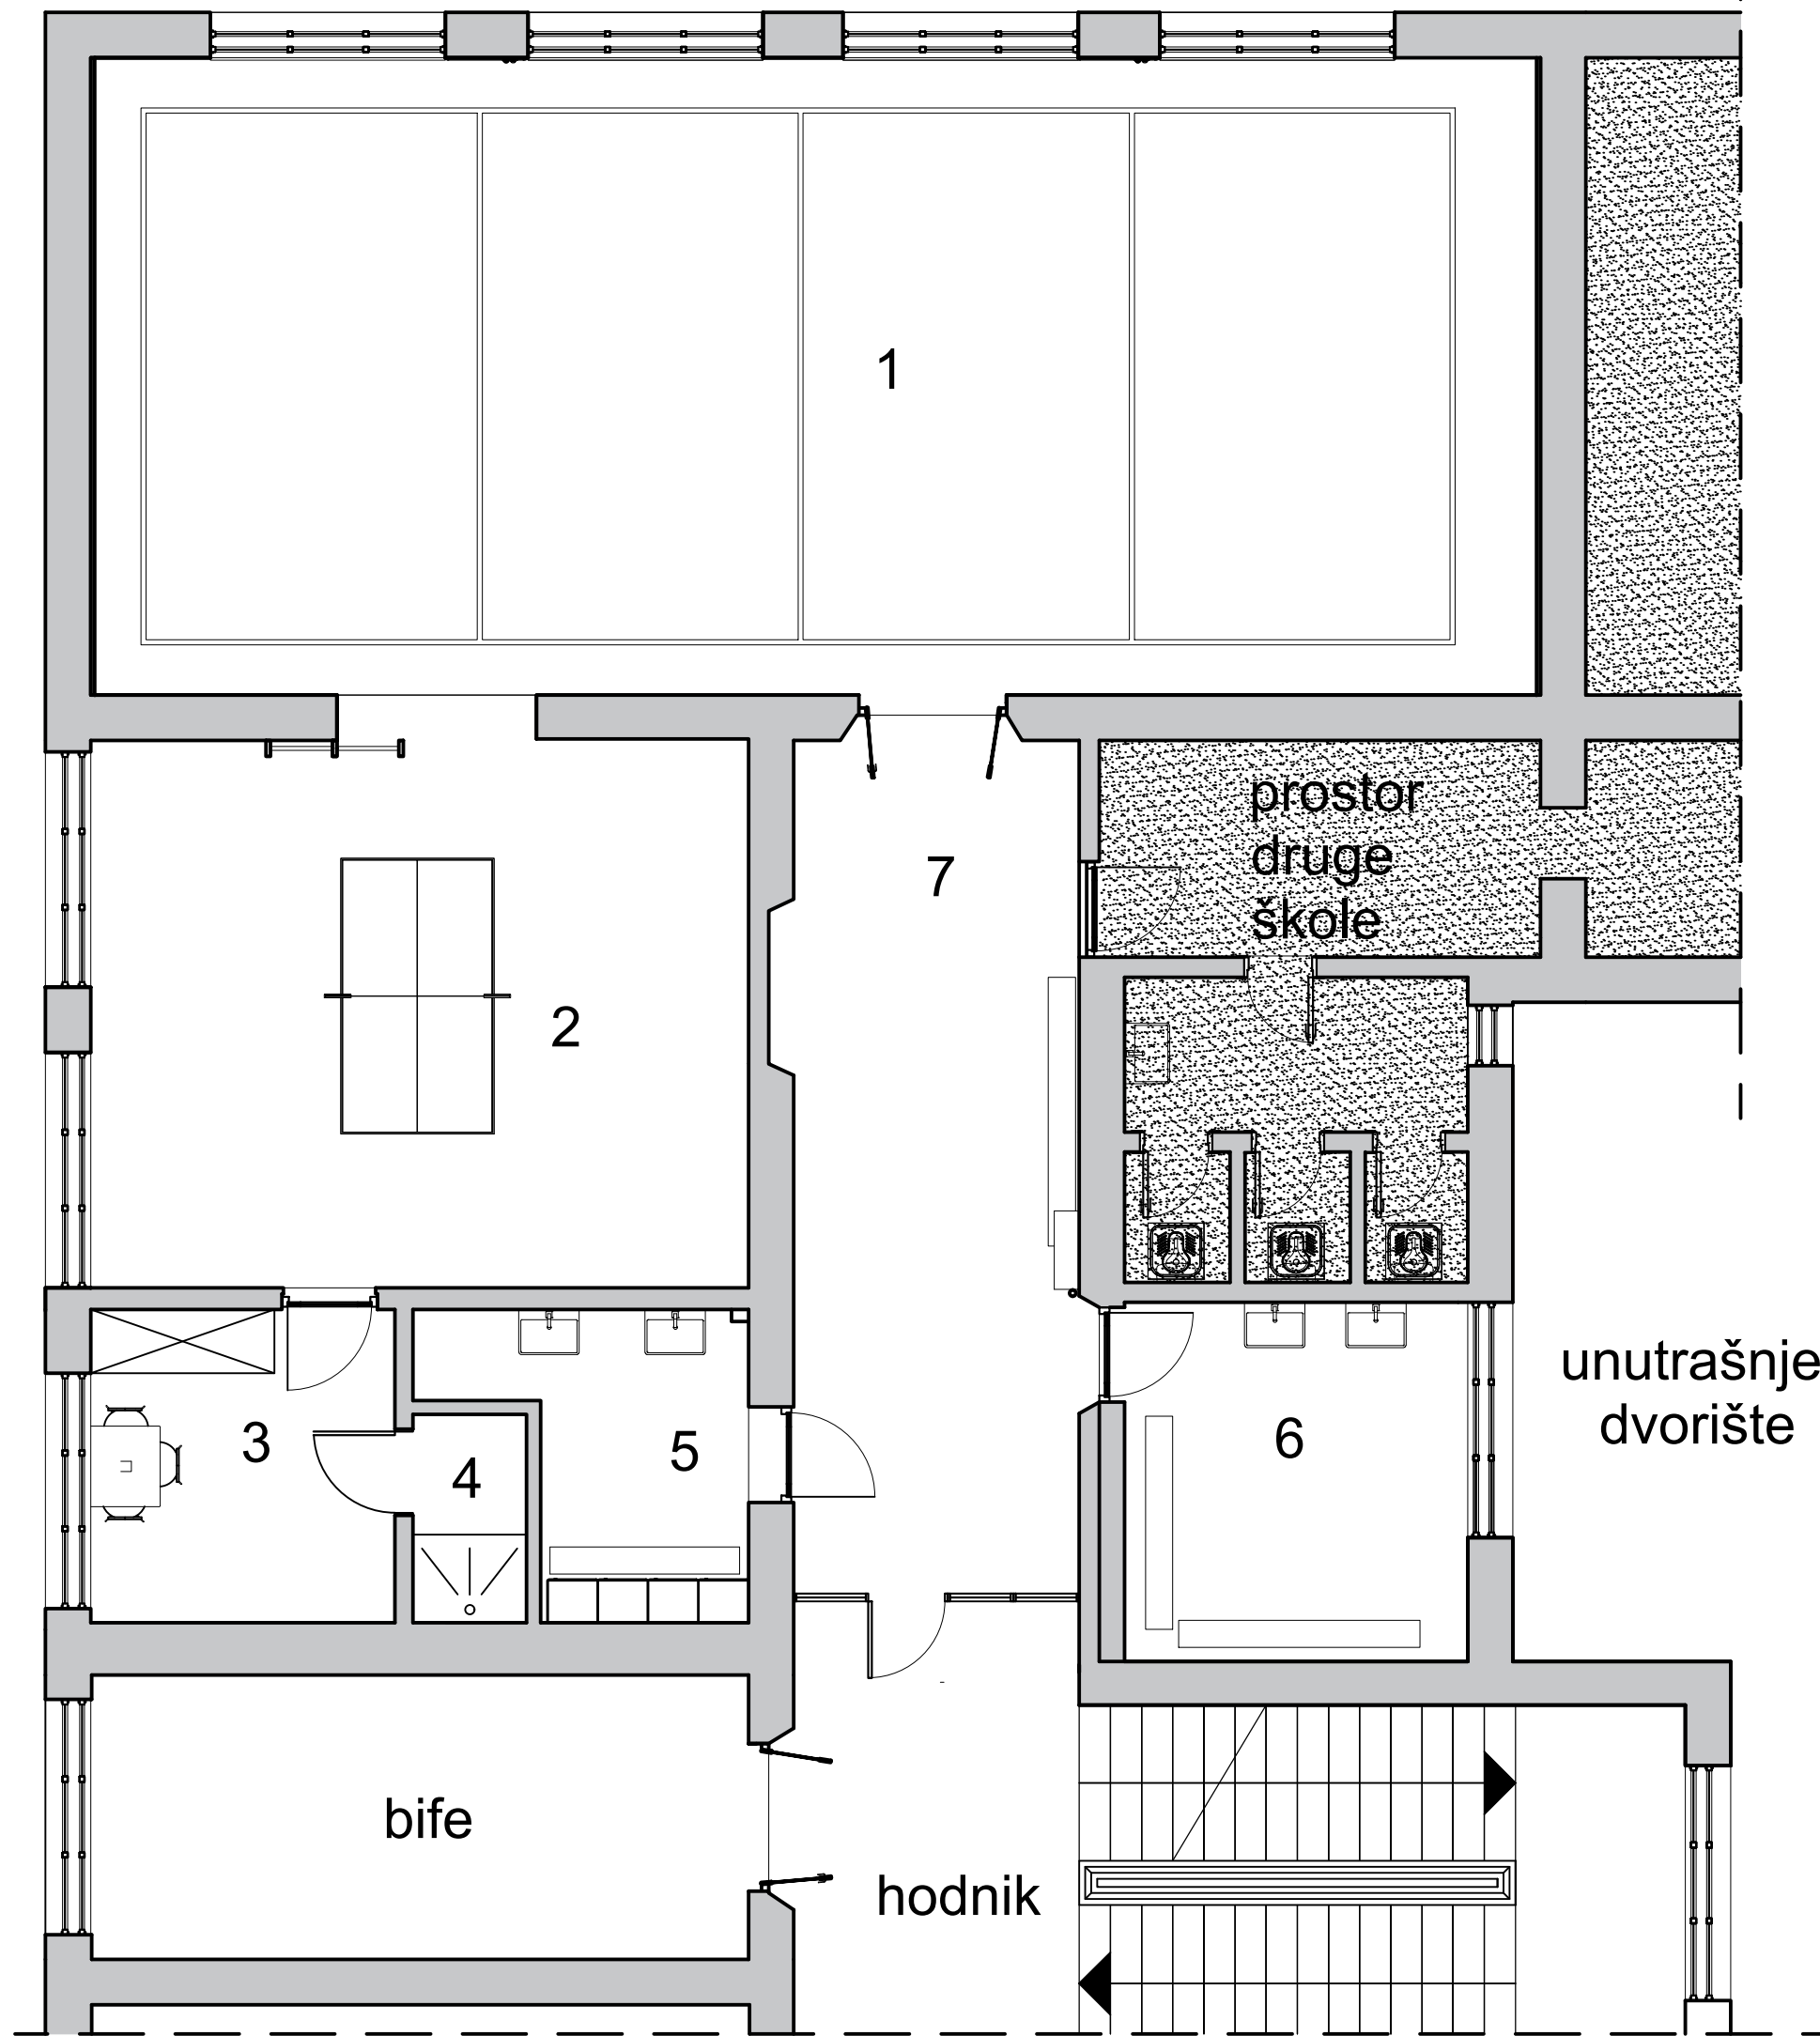 1
prostor
druge
škole
7
2
unutrašnje
dvorište
3
4
5
6
bife
hodnik